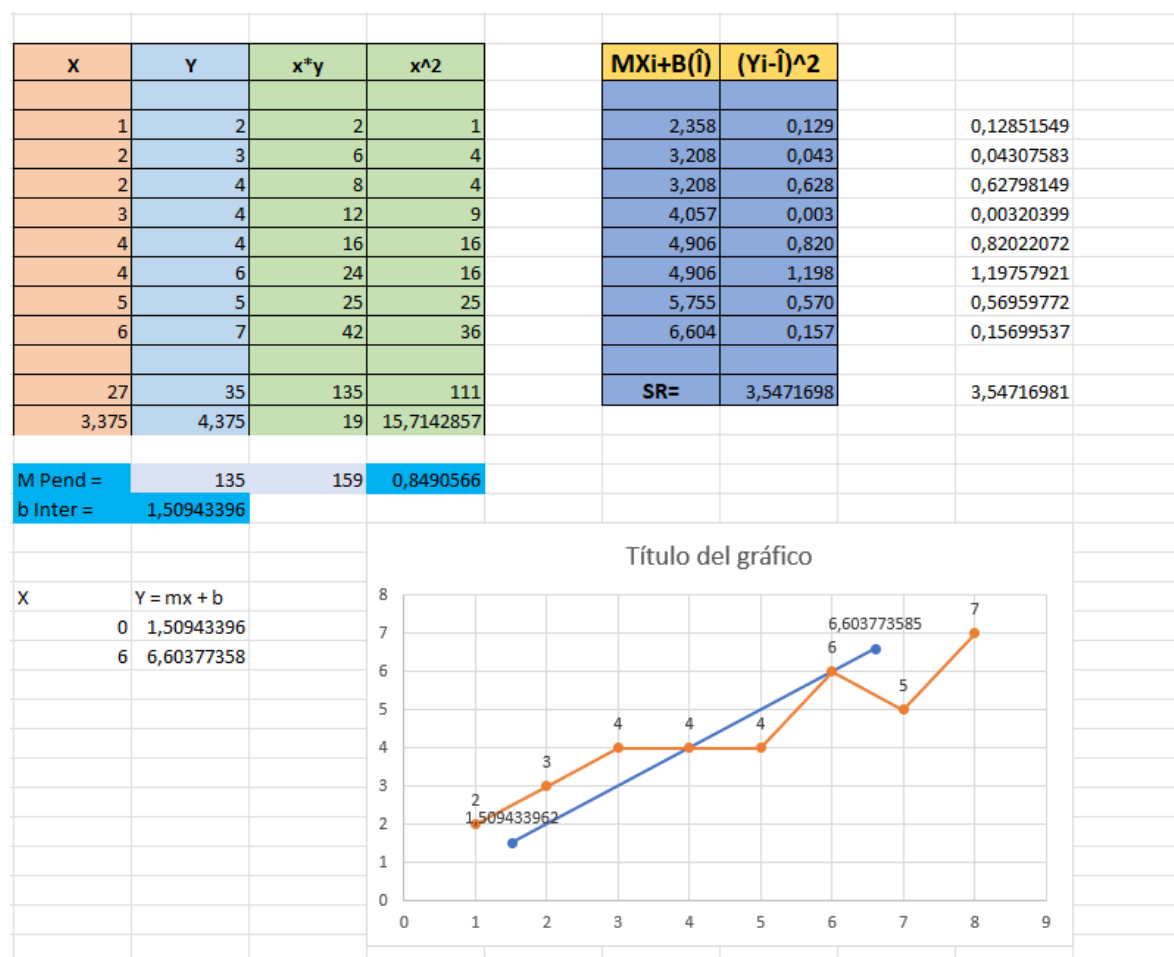 X Y x*y x^2 MXi+B(Î) (Yi-Î)^2
1 2 2 1 2,358 0,129 0,12851549
2 3 6 4 3,208 0,043 0,04307583
2 4 8 4 3,208 0,628 0,62798149
3 4 12 9 4,057 0,003 0,00320399
4 4 16 16 4,906 0,820 0,82022072
4 6 24 16 4,906 1,198 1,19757921
5 5 25 25 5,755 0,570 0,56959772
6 7 42 36 6,604 0,157 0,15699537
27 35 135 111 SR= 3,5471698 3,54716981
3,375 4,375 19 15,7142857
M Pend = 135 159 0,8490566
b Inter = 1,50943396
X Y = mx + b
0 1,50943396
6 6,60377358
Título del gráfico
8
7
6
5
4
3
2
1
0
2
3
4
4
4
6
5
7
1,509433962
6,603773585
0 1 2 3 4 5 6 7 8 9